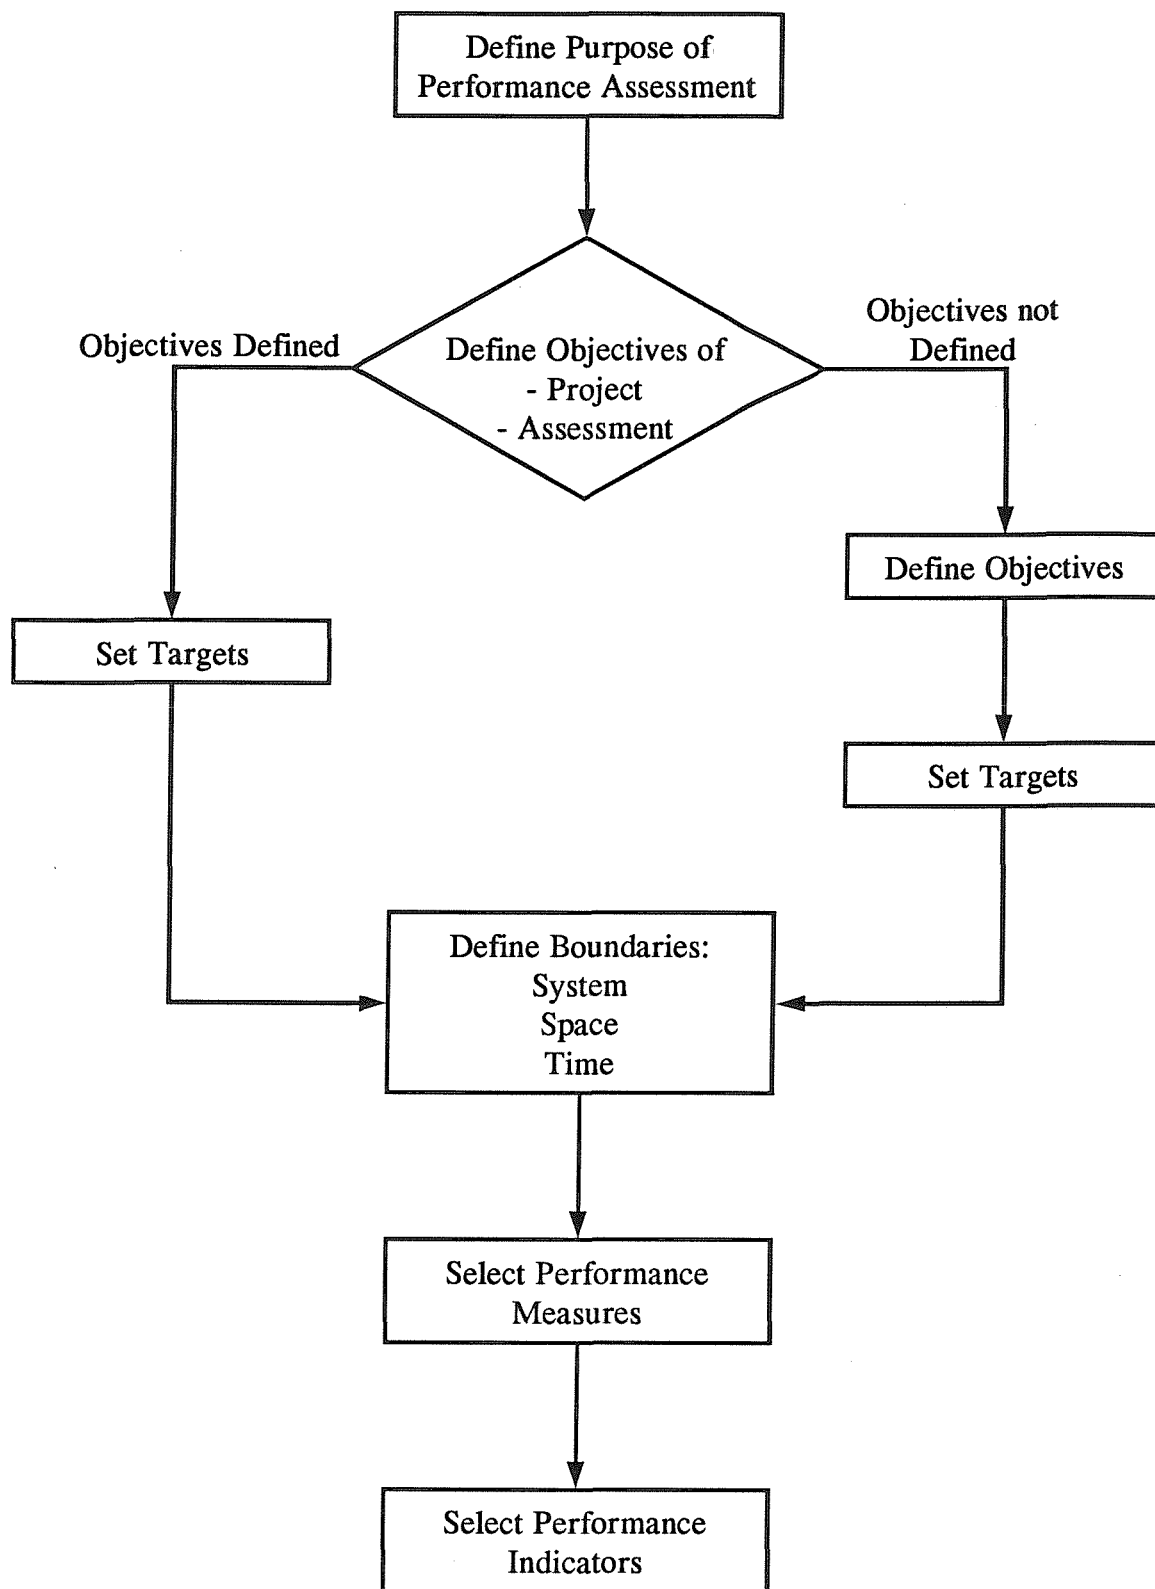 Define Purpose of
Performance Assessment
Objectives Defined
Define Objectives of
- Project
- Assessment
Objectives not
Defined
Define Objectives
Set Targets
Set Targets
Define Boundaries:
System
Space
Time
Select Performance
Measures
Select Performance
Indicators